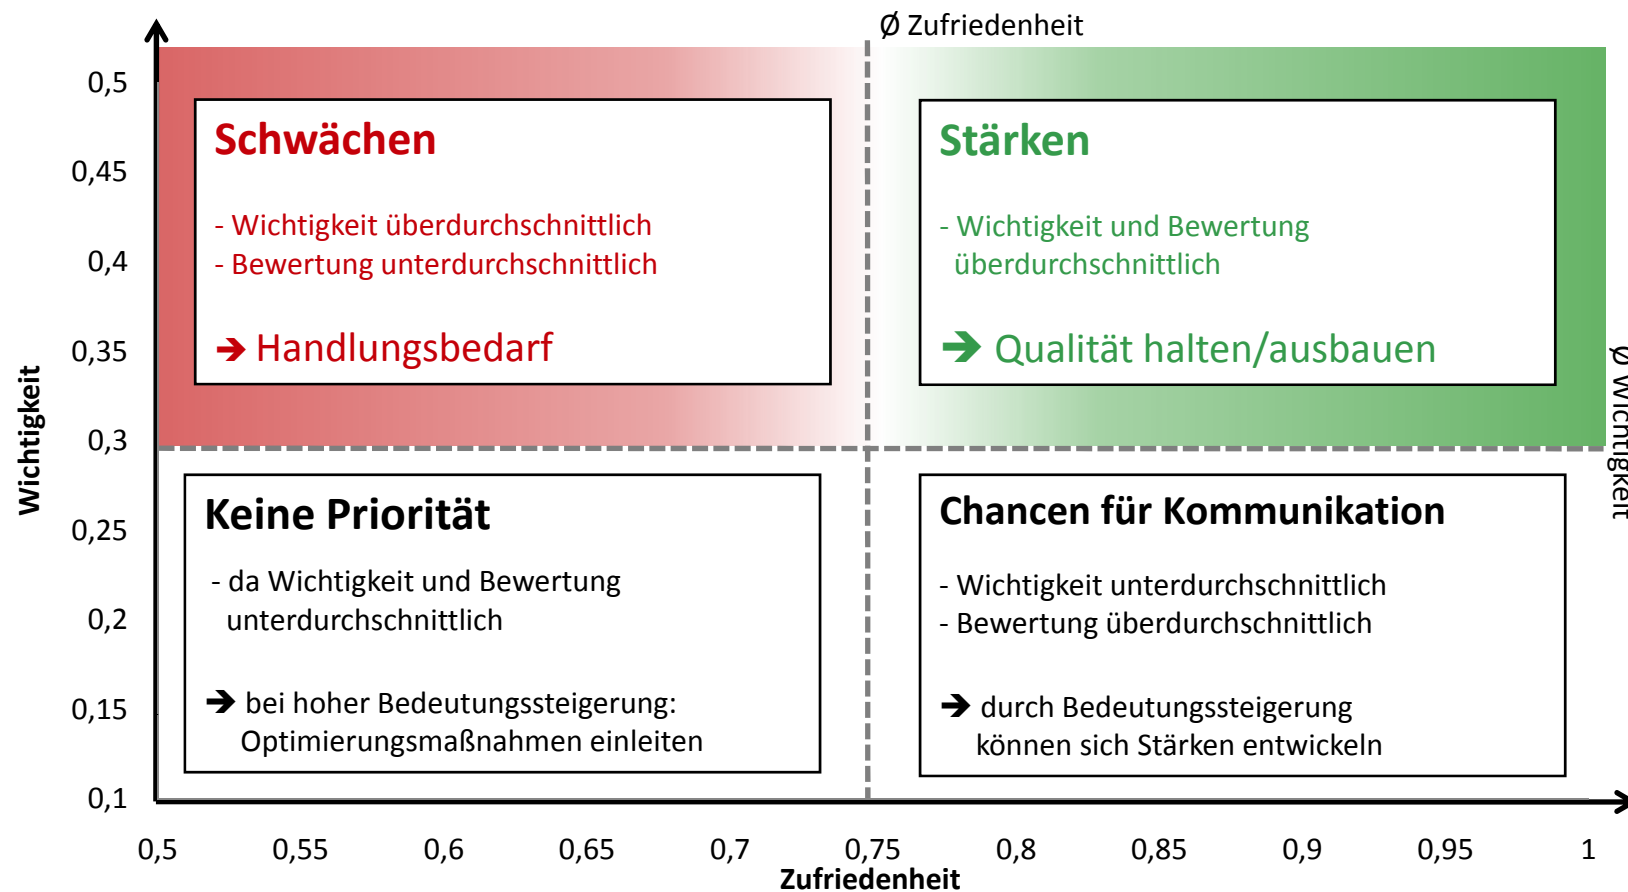 Ø Zufriedenheit
0,5
0,45
0,4
0,35
0,3
0,25
0,2
0,15
0,1
Wichtigkeit
Schwächen
- Wichtigkeit überdurchschnittlich
- Bewertung unterdurchschnittlich
➔ Handlungsbedarf
Stärken
- Wichtigkeit und Bewertung
überdurchschnittlich
➔ Qualität halten/ausbauen
Ø Wichtigkeit
Keine Priorität
- da Wichtigkeit und Bewertung
unterdurchschnittlich
➔ bei hoher Bedeutungssteigerung:
Optimierungsmaßnahmen einleiten
Chancen für Kommunikation
- Wichtigkeit unterdurchschnittlich
- Bewertung überdurchschnittlich
➔ durch Bedeutungssteigerung
können sich Stärken entwickeln
0,5 0,55 0,6 0,65 0,7 0,75 0,8 0,85 0,9 0,95 1
Zufriedenheit